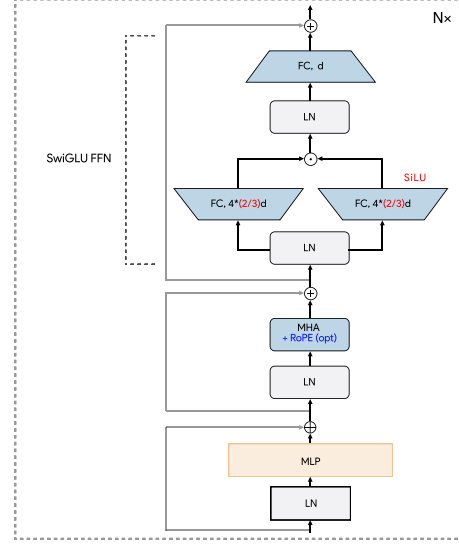 N×
FC, d
LN
SwiGLU FFN
SiLU
FC, 4*(2/3)d
FC, 4*(2/3)d
LN
MHA
+ RoPE (opt)
LN
MLP
LN